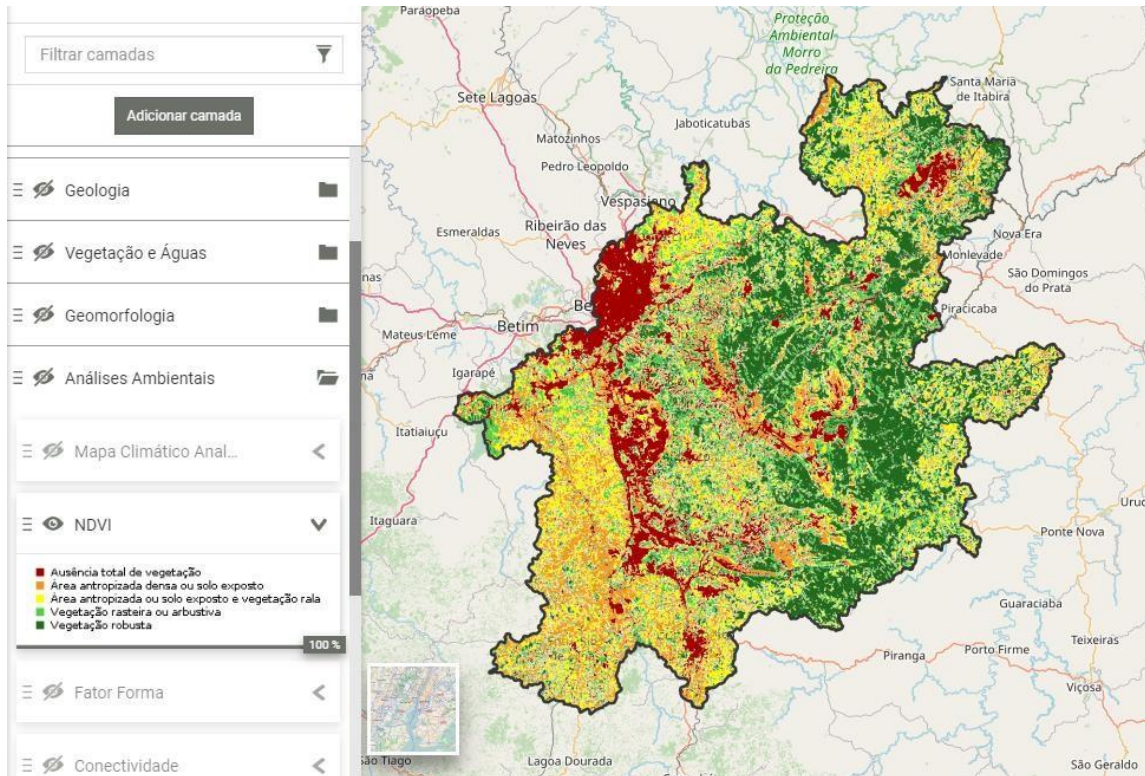 Filtrar camadas
Adicionar camada
Geologia
Vegetação e Águas
Geomorfologia
Análises Ambientais
Mapa Climático Anal...
NDVI
Ausência total de vegetação
Área antropizada densa ou solo exposto
Área antropizada ou solo exposto e vegetação rala
Vegetação rasteira ou arbustiva
Vegetação robusta
100 %
Fator Forma
Conectividade
Paraopeba
Proteção
Ambiental
Morro
da Pedreira
Santa Maria
de Itabira
Sete Lagoas
Jaboticatubas
Matozinhos
Pedro Leopoldo
Vespasiano
Ribeirão das
Neves
Esmeraldas
Nova Era
Monlevade
São Domingos
do Prata
Be
Betim
Piracicaba
Mateus Leme
Igarapé
Itatiaiuçu
Itaguara
Uruc
Ponte Nova
Guaraciaba
Teixeiras
Piranga
Porto Firme
Viçosa
São Tiago
Lagoa Dourada
São Geraldo